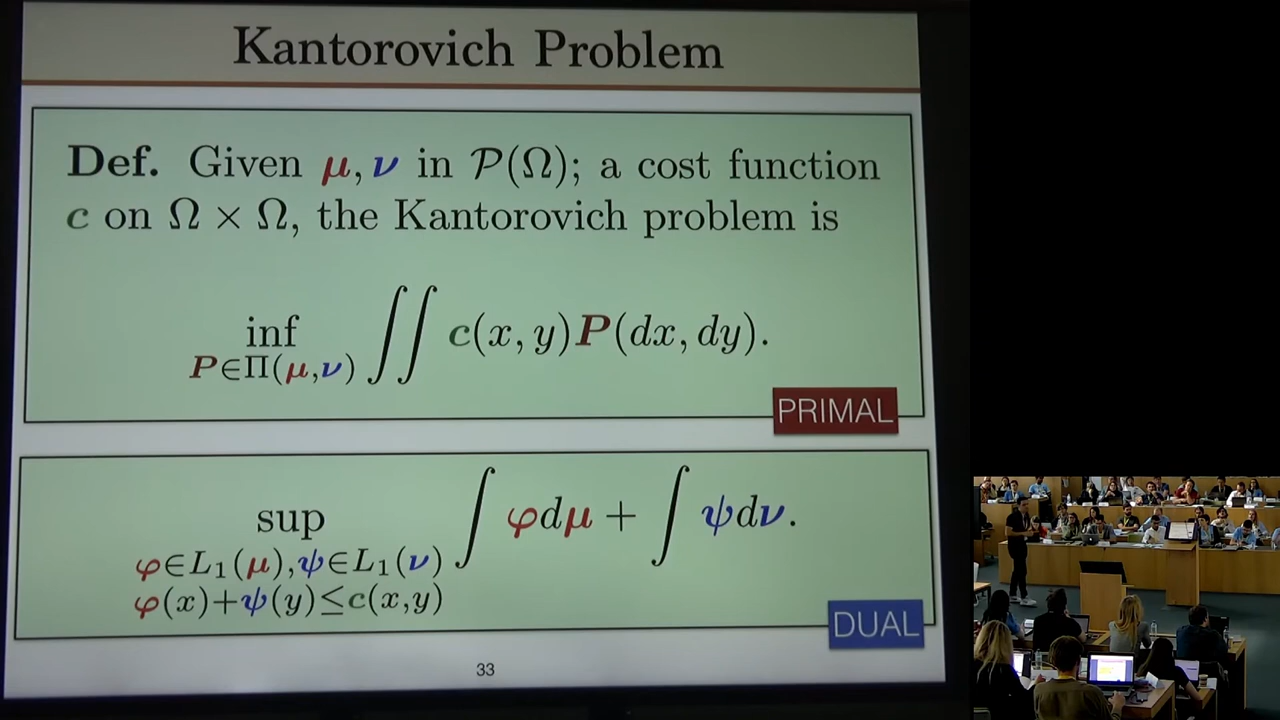 Kantorovich Problem
Def. Given μ, ν in 𝒫(Ω); a cost function
c on Ω × Ω, the Kantorovich problem is
inf ∫∫ c(x, y)P(dx, dy).
P∈Π(μ,ν)
PRIMAL
sup ∫ φdμ + ∫ ψdν.
φ∈L₁(μ),ψ∈L₁(ν)
φ(x)+ψ(y)≤c(x,y)
DUAL
33